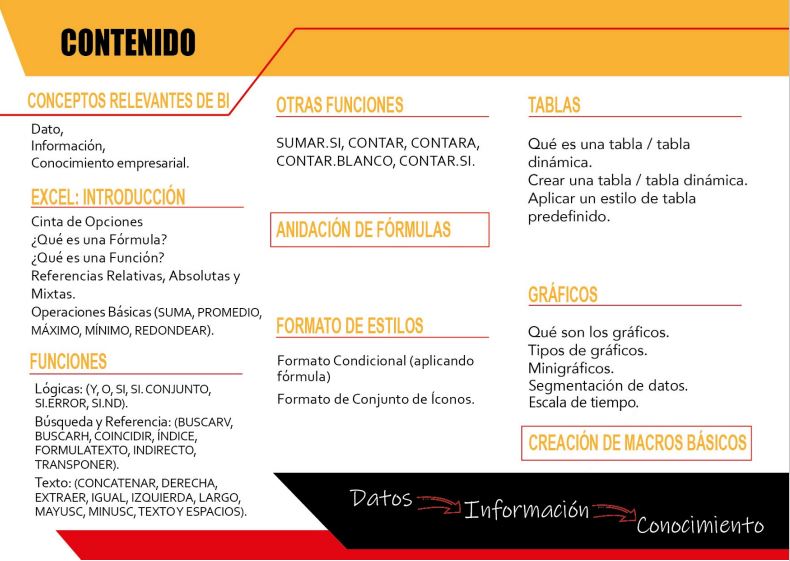 CONTENIDO
CONCEPTOS RELEVANTES DE BI
Dato,
Información,
Conocimiento empresarial.
EXCEL: INTRODUCCIÓN
Cinta de Opciones
¿Qué es una Fórmula?
¿Qué es una Función?
Referencias Relativas, Absolutas y
Mixtas.
Operaciones Básicas (SUMA, PROMEDIO,
MÁXIMO, MÍNIMO, REDONDEAR).
FUNCIONES
Lógicas: (Y, O, SI, SI. CONJUNTO,
SI.ERROR, SI.ND).
Búsqueda y Referencia: (BUSCARV,
BUSCARH, COINCIDIR, ÍNDICE,
FORMULATEXTO, INDIRECTO,
TRANSPONER).
Texto: (CONCATENAR, DERECHA,
EXTRAER, IGUAL, IZQUIERDA, LARGO,
MAYUSC, MINUSC, TEXTO Y ESPACIOS).
OTRAS FUNCIONES
SUMAR.SI, CONTAR, CONTARA,
CONTAR.BLANCO, CONTAR.SI.
ANIDACIÓN DE FÓRMULAS
FORMATO DE ESTILOS
Formato Condicional (aplicando
fórmula)
Formato de Conjunto de Íconos.
TABLAS
Qué es una tabla / tabla
dinámica.
Crear una tabla / tabla dinámica.
Aplicar un estilo de tabla
predefinido.
GRÁFICOS
Qué son los gráficos.
Tipos de gráficos.
Minigráficos.
Segmentación de datos.
Escala de tiempo.
CREACIÓN DE MACROS BÁSICOS
Datos
Información
Conocimiento